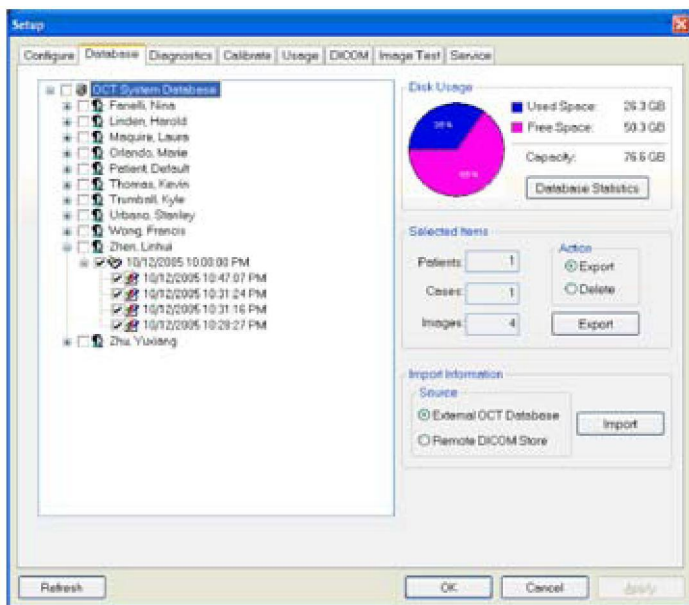 Setup
Configure Database Diagnostics Calibrate Usage DICOM Image Test Service
OCT System Database
Fanelli, Nina
Linden, Harold
Maguire, Laura
Orlando, Marie
Patient, Default
Thomas, Kevin
Trumball, Kyle
Urbano, Stanley
Wong, Francis
Zhen, Linhui
10/12/2005 10:00:00 PM
10/12/2005 10:47:07 PM
10/12/2005 10:31:24 PM
10/12/2005 10:31:16 PM
10/12/2005 10:28:27 PM
Zhu, Yuxiang
Disk Usage
Used Space: 26.3 GB
Free Space: 50.3 GB
Capacity: 76.6 GB
Database Statistics
Selected Items
Patients: 1
Cases: 1
Images: 4
Action
Export
Delete
Export
Import Information
Source
External OCT Database
Remote DICOM Store
Import
Refresh
OK
Cancel
Apply